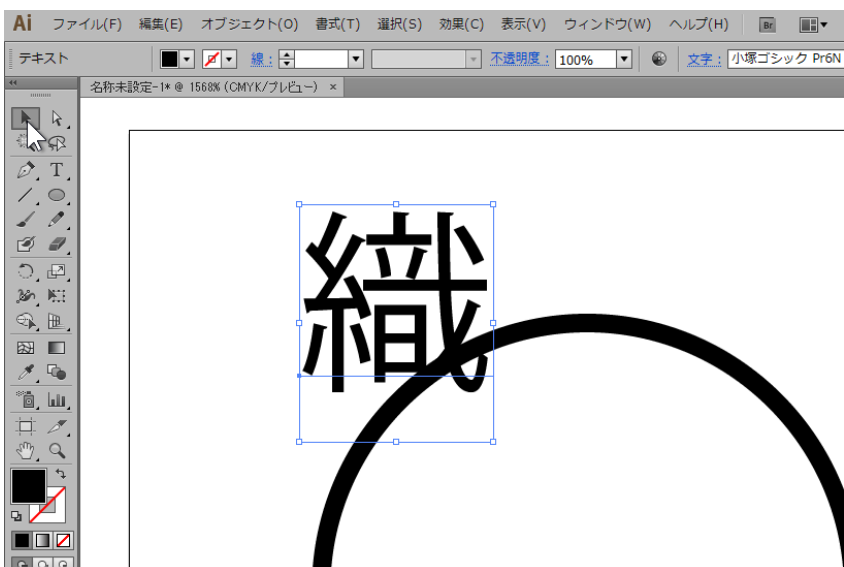 Ai ファイル(F) 編集(E) オブジェクト(O) 書式(T) 選択(S) 効果(C) 表示(V) ウィンドウ(W) ヘルプ(H) Br
テキスト 線: 不透明度: 100% 文字: 小塚ゴシック Pr6N
名称未設定-1* @ 1568% (CMYK/プレビュー) ×
T
織